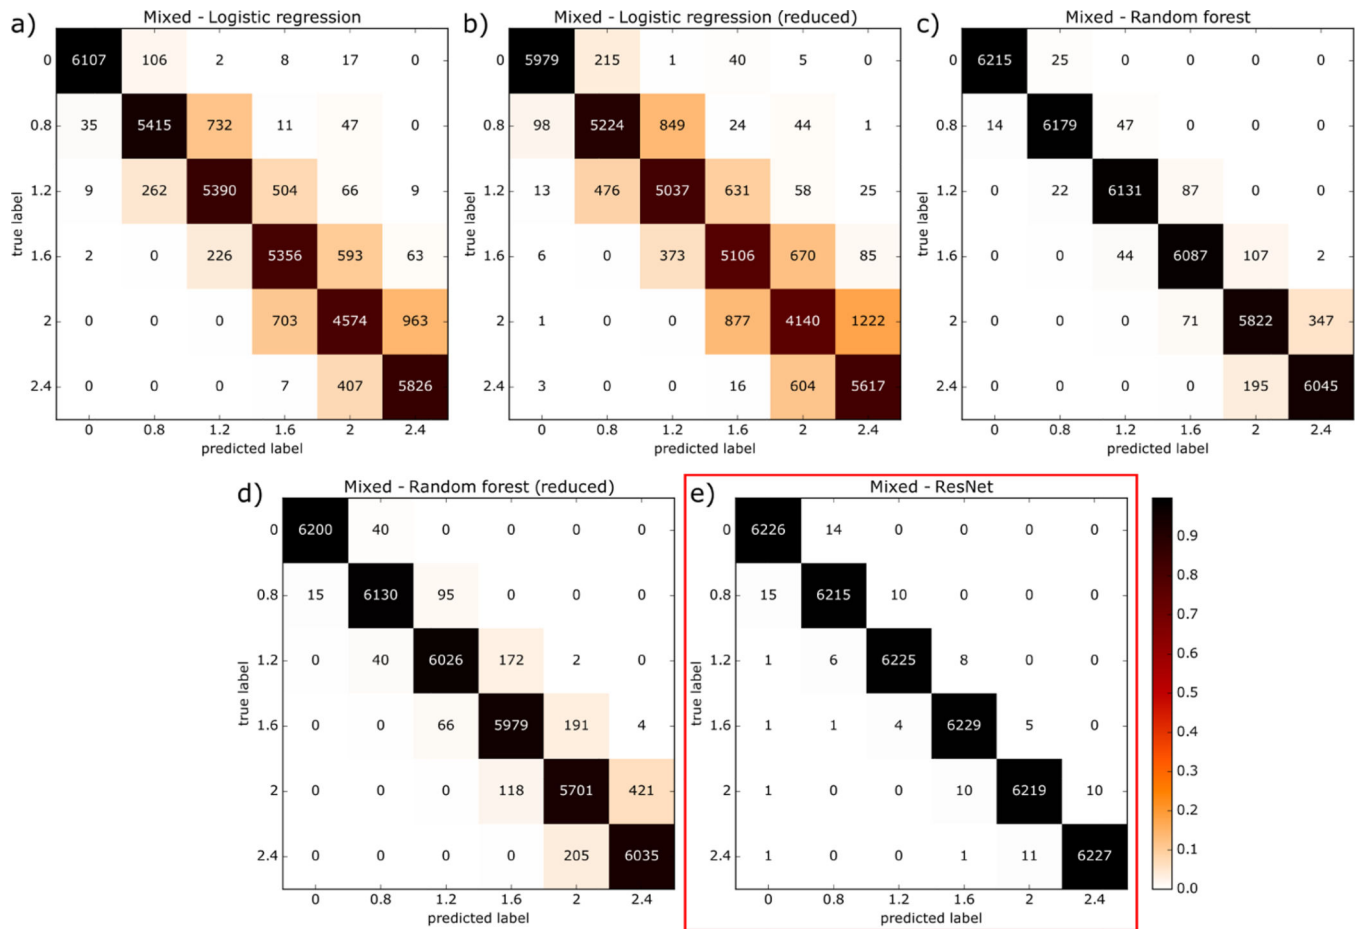 a) Mixed - Logistic regression
true label
0 6107 106 2 8 17 0
0.8 35 5415 732 11 47 0
1.2 9 262 5390 504 66 9
1.6 2 0 226 5356 593 63
2 0 0 0 703 4574 963
2.4 0 0 0 7 407 5826
0 0.8 1.2 1.6 2 2.4
predicted label
b) Mixed - Logistic regression (reduced)
true label
0 5979 215 1 40 5 0
0.8 98 5224 849 24 44 1
1.2 13 476 5037 631 58 25
1.6 6 0 373 5106 670 85
2 1 0 0 877 4140 1222
2.4 3 0 0 16 604 5617
0 0.8 1.2 1.6 2 2.4
predicted label
c) Mixed - Random forest
true label
0 6215 25 0 0 0 0
0.8 14 6179 47 0 0 0
1.2 0 22 6131 87 0 0
1.6 0 0 44 6087 107 2
2 0 0 0 71 5822 347
2.4 0 0 0 0 195 6045
0 0.8 1.2 1.6 2 2.4
predicted label
d) Mixed - Random forest (reduced)
true label
0 6200 40 0 0 0 0
0.8 15 6130 95 0 0 0
1.2 0 40 6026 172 2 0
1.6 0 0 66 5979 191 4
2 0 0 0 118 5701 421
2.4 0 0 0 0 205 6035
0 0.8 1.2 1.6 2 2.4
predicted label
e) Mixed - ResNet
true label
0 6226 14 0 0 0 0
0.8 15 6215 10 0 0 0
1.2 1 6 6225 8 0 0
1.6 1 1 4 6229 5 0
2 1 0 0 10 6219 10
2.4 1 0 0 1 11 6227
0 0.8 1.2 1.6 2 2.4
predicted label
0.9
0.8
0.7
0.6
0.5
0.4
0.3
0.2
0.1
0.0